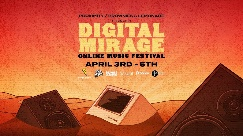 DIGITAL
MIRAGE
ONLINE MUSIC FESTIVAL
APRIL 3RD - 5TH